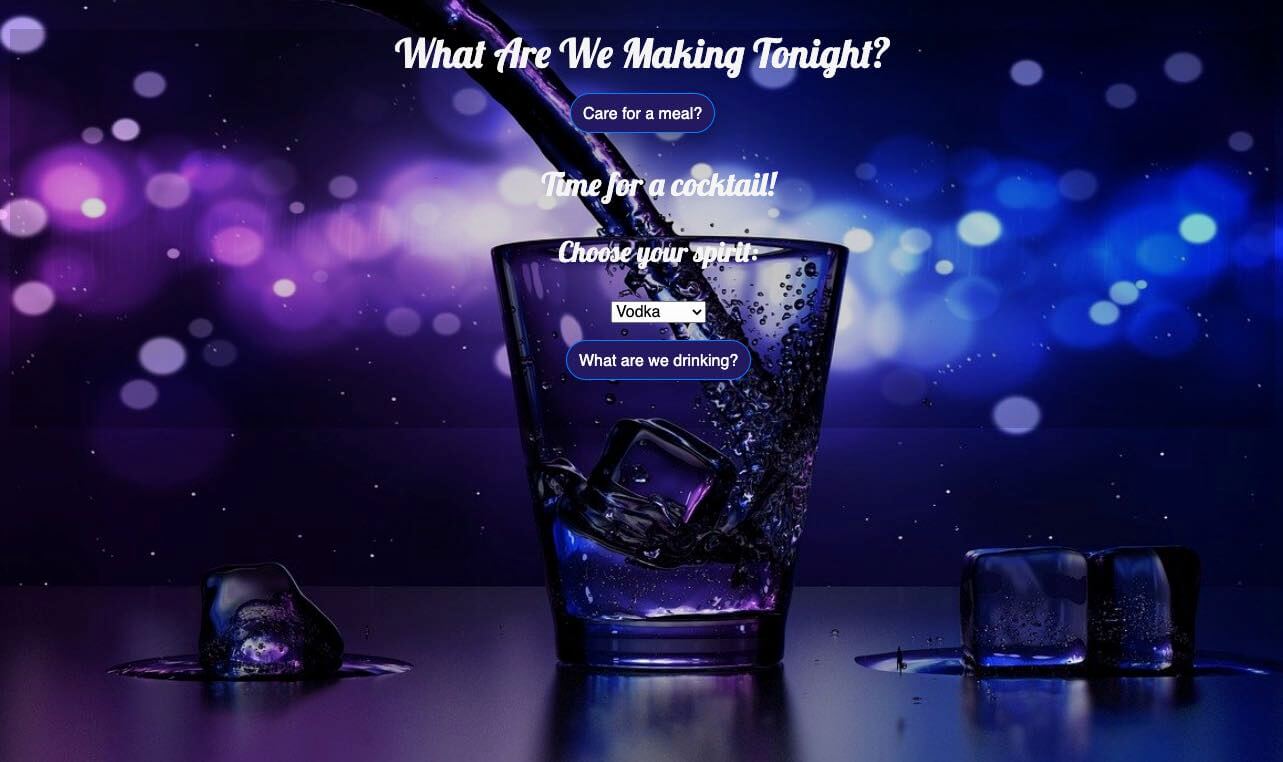 What Are We Making Tonight?
Care for a meal?
Time for a cocktail!
Choose your spirit:
Vodka
What are we drinking?